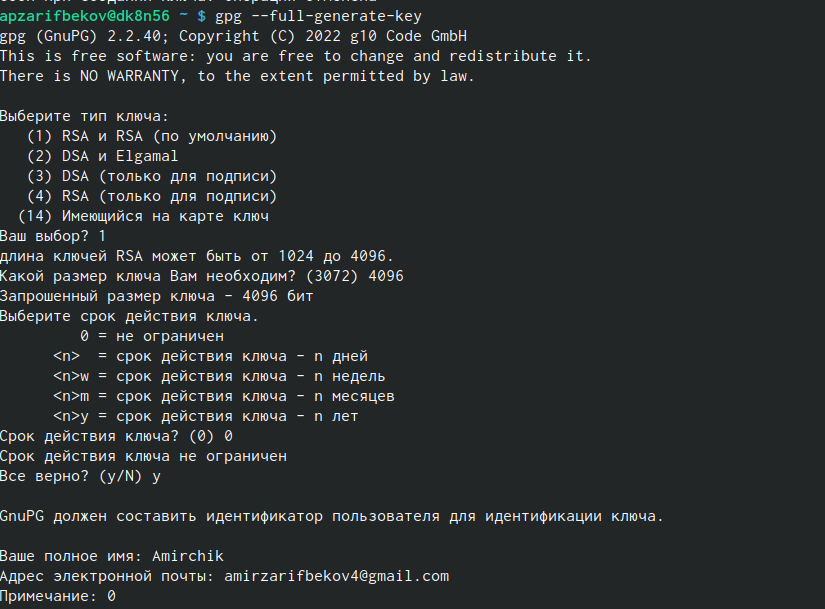 apzarifbekov@dk8n56 ~ $ gpg --full-generate-key
gpg (GnuPG) 2.2.40; Copyright (C) 2022 g10 Code GmbH
This is free software: you are free to change and redistribute it.
There is NO WARRANTY, to the extent permitted by law.
Выберите тип ключа:
(1) RSA и RSA (по умолчанию)
(2) DSA и Elgamal
(3) DSA (только для подписи)
(4) RSA (только для подписи)
(14) Имеющийся на карте ключ
Ваш выбор? 1
длина ключей RSA может быть от 1024 до 4096.
Какой размер ключа Вам необходим? (3072) 4096
Запрошенный размер ключа - 4096 бит
Выберите срок действия ключа.
0 = не ограничен
<n>  = срок действия ключа - n дней
<n>w = срок действия ключа - n недель
<n>m = срок действия ключа - n месяцев
<n>y = срок действия ключа - n лет
Срок действия ключа? (0) 0
Срок действия ключа не ограничен
Все верно? (y/N) y
GnuPG должен составить идентификатор пользователя для идентификации ключа.
Ваше полное имя: Amirchik
Адрес электронной почты: amirzarifbekov4@gmail.com
Примечание: 0